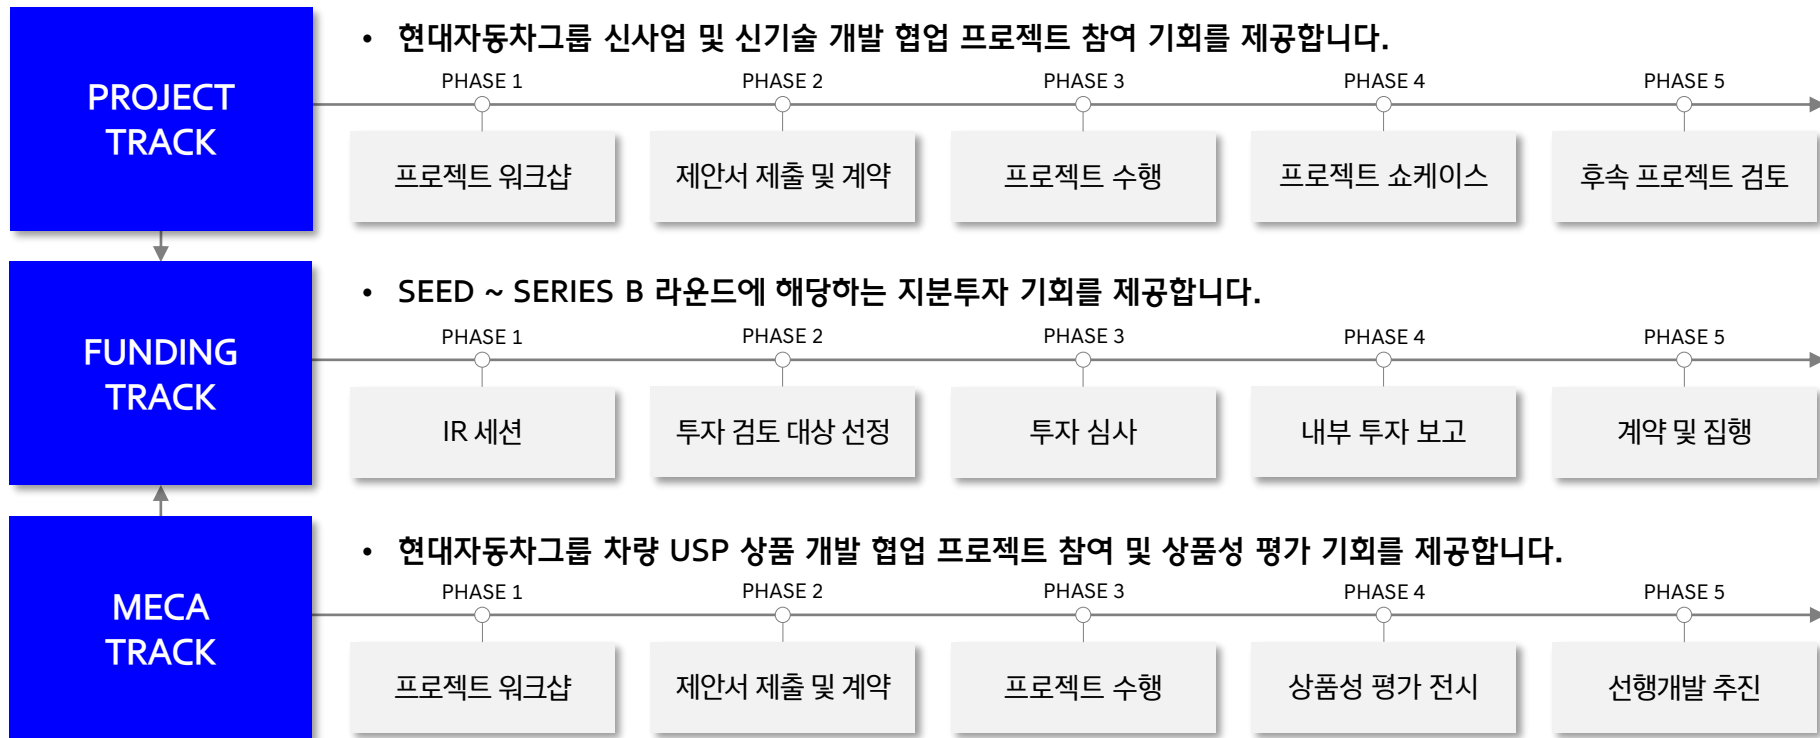 PROJECT
TRACK
• 현대자동차그룹 신사업 및 신기술 개발 협업 프로젝트 참여 기회를 제공합니다.
PHASE 1
PHASE 2
PHASE 3
PHASE 4
PHASE 5
프로젝트 워크샵
제안서 제출 및 계약
프로젝트 수행
프로젝트 쇼케이스
후속 프로젝트 검토
FUNDING
TRACK
• SEED ~ SERIES B 라운드에 해당하는 지분투자 기회를 제공합니다.
PHASE 1
PHASE 2
PHASE 3
PHASE 4
PHASE 5
IR 세션
투자 검토 대상 선정
투자 심사
내부 투자 보고
계약 및 집행
MECA
TRACK
• 현대자동차그룹 차량 USP 상품 개발 협업 프로젝트 참여 및 상품성 평가 기회를 제공합니다.
PHASE 1
PHASE 2
PHASE 3
PHASE 4
PHASE 5
프로젝트 워크샵
제안서 제출 및 계약
프로젝트 수행
상품성 평가 전시
선행개발 추진